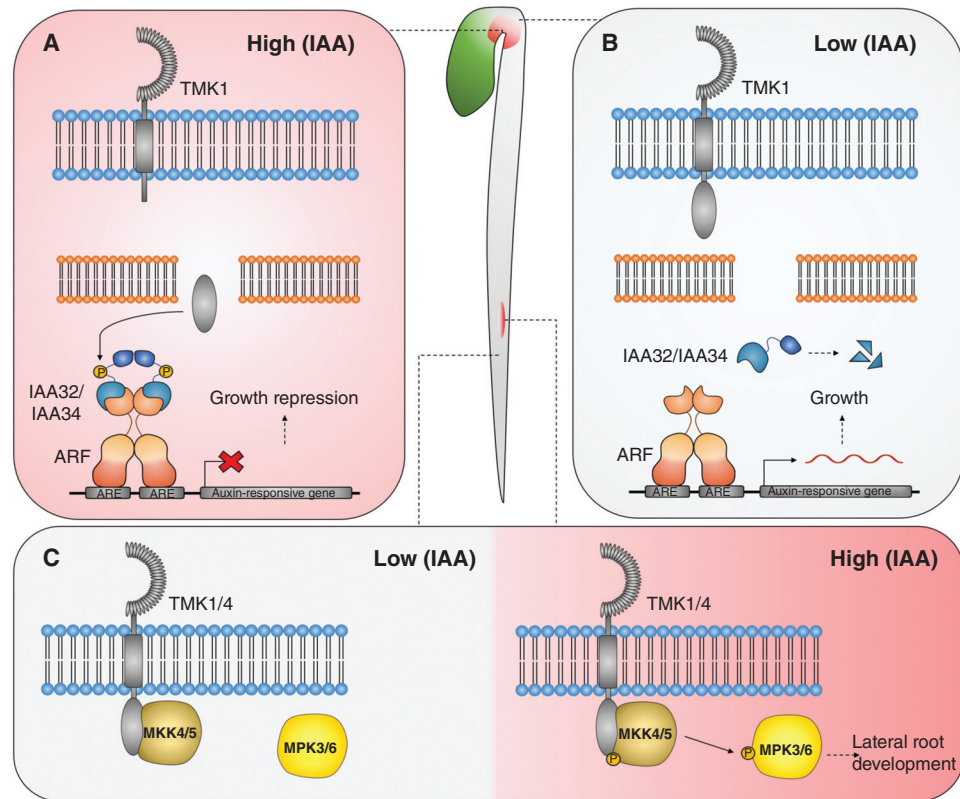 A
High (IAA)
TMK1
P
P
IAA32/
IAA34
Growth repression
ARF
ARE
ARE
Auxin-responsive gene
B
Low (IAA)
TMK1
IAA32/IAA34
Growth
ARF
ARE
ARE
Auxin-responsive gene
C
Low (IAA)
TMK1/4
MKK4/5
MPK3/6
High (IAA)
TMK1/4
MKK4/5
P
P
MPK3/6
Lateral root
development